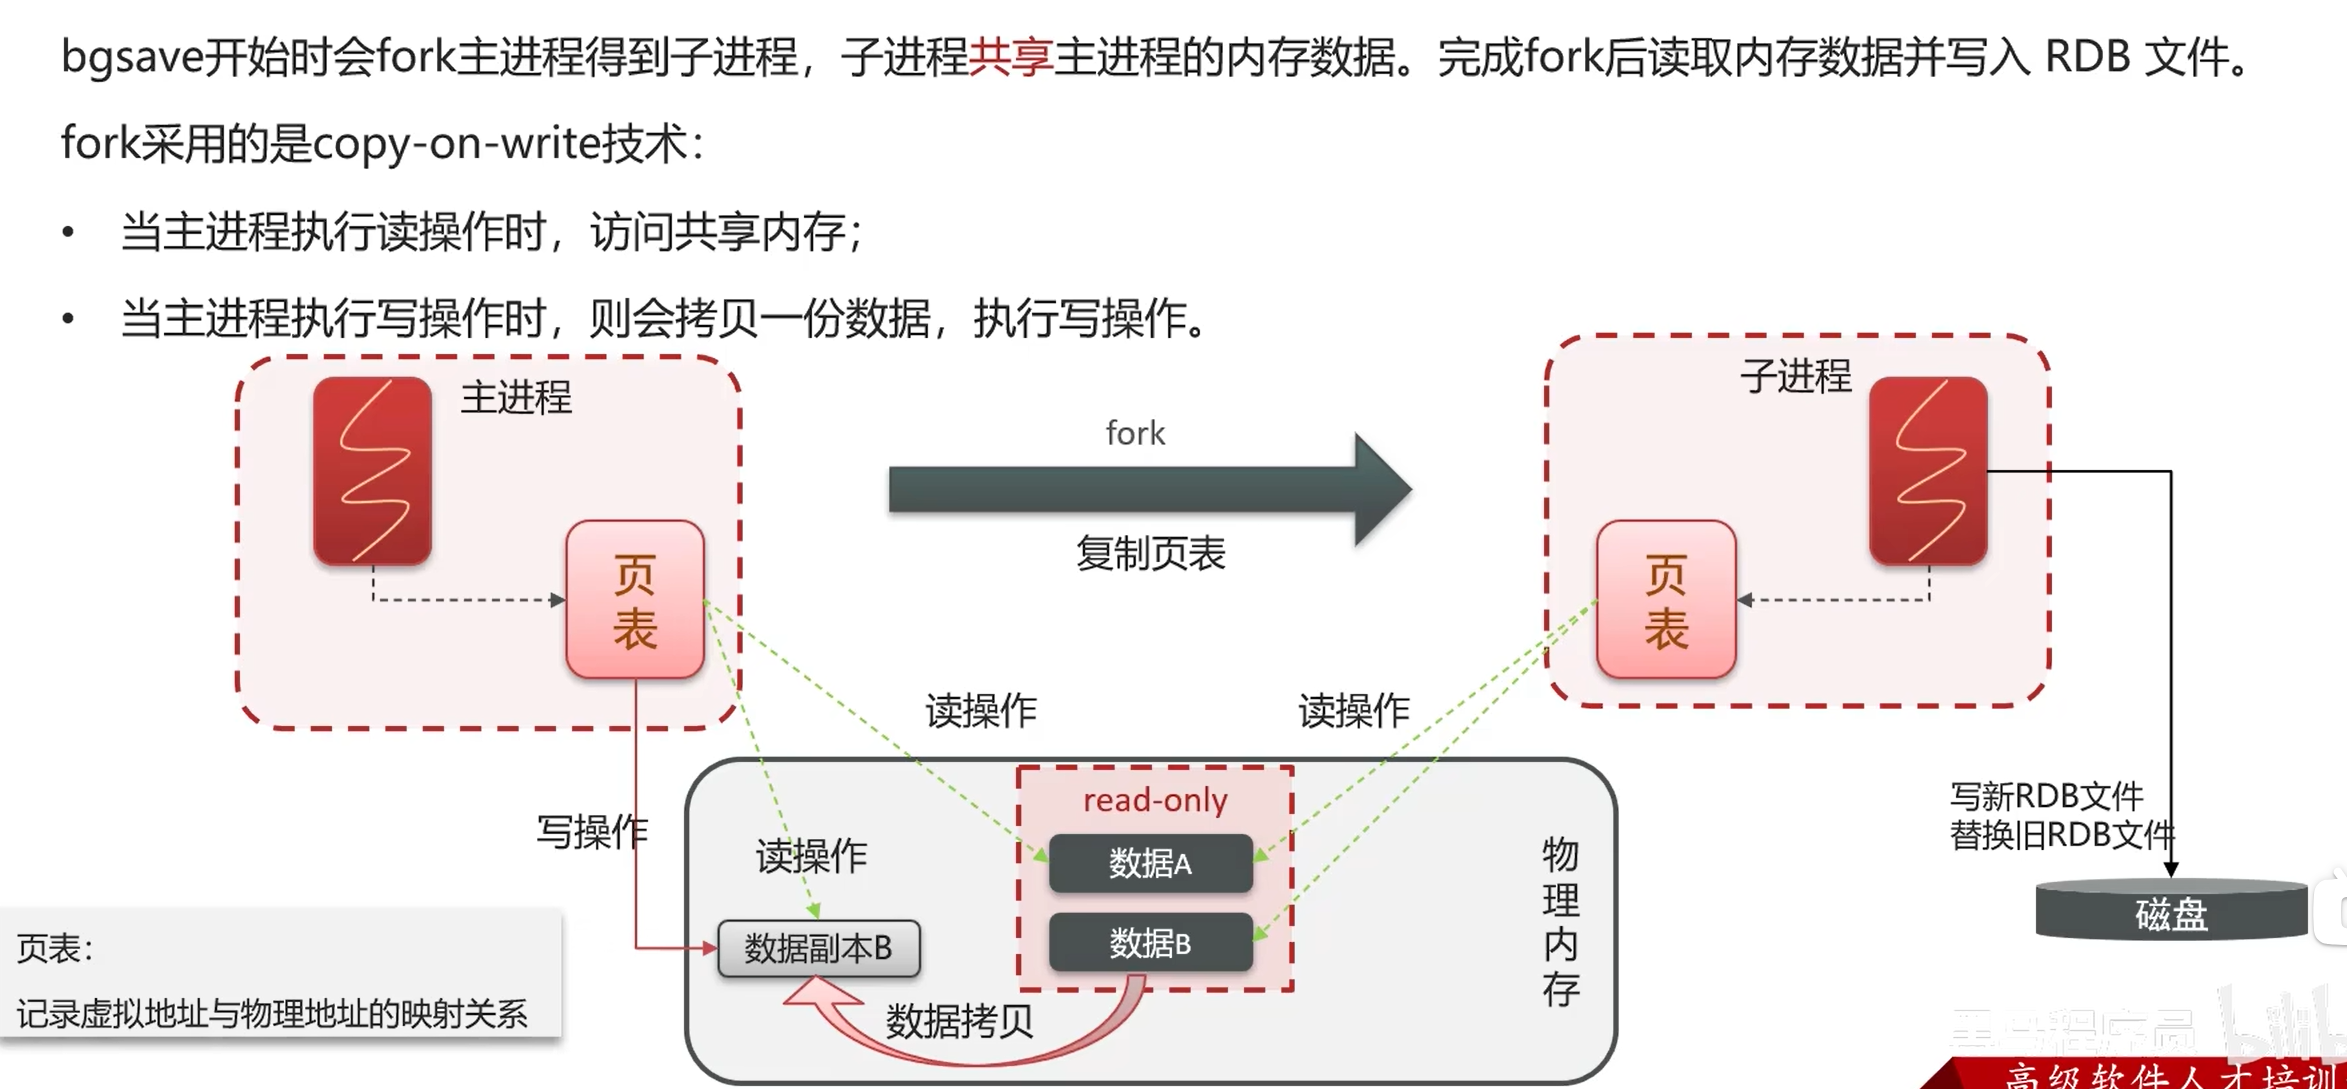 bgsave开始时会fork主进程得到子进程，子进程共享主进程的内存数据。完成fork后读取内存数据并写入 RDB 文件。
fork采用的是copy-on-write技术：
• 当主进程执行读操作时，访问共享内存；
• 当主进程执行写操作时，则会拷贝一份数据，执行写操作。
主进程
页表
fork
复制页表
子进程
页表
读操作
读操作
写操作
读操作
read-only
数据A
数据B
数据副本B
数据拷贝
物理内存
写新RDB文件
替换旧RDB文件
磁盘
页表：
记录虚拟地址与物理地址的映射关系
黑马程序员
bilib
高级软件人才培训